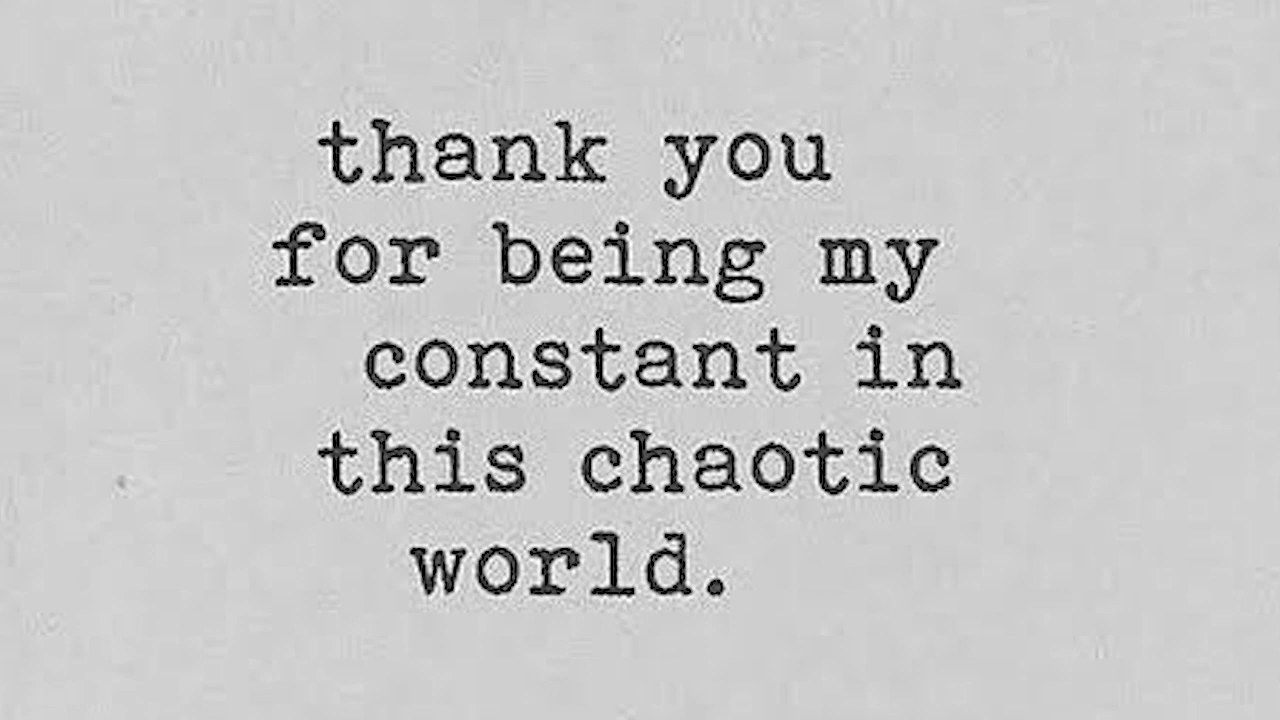 thank you
for being my
constant in
this chaotic
world.